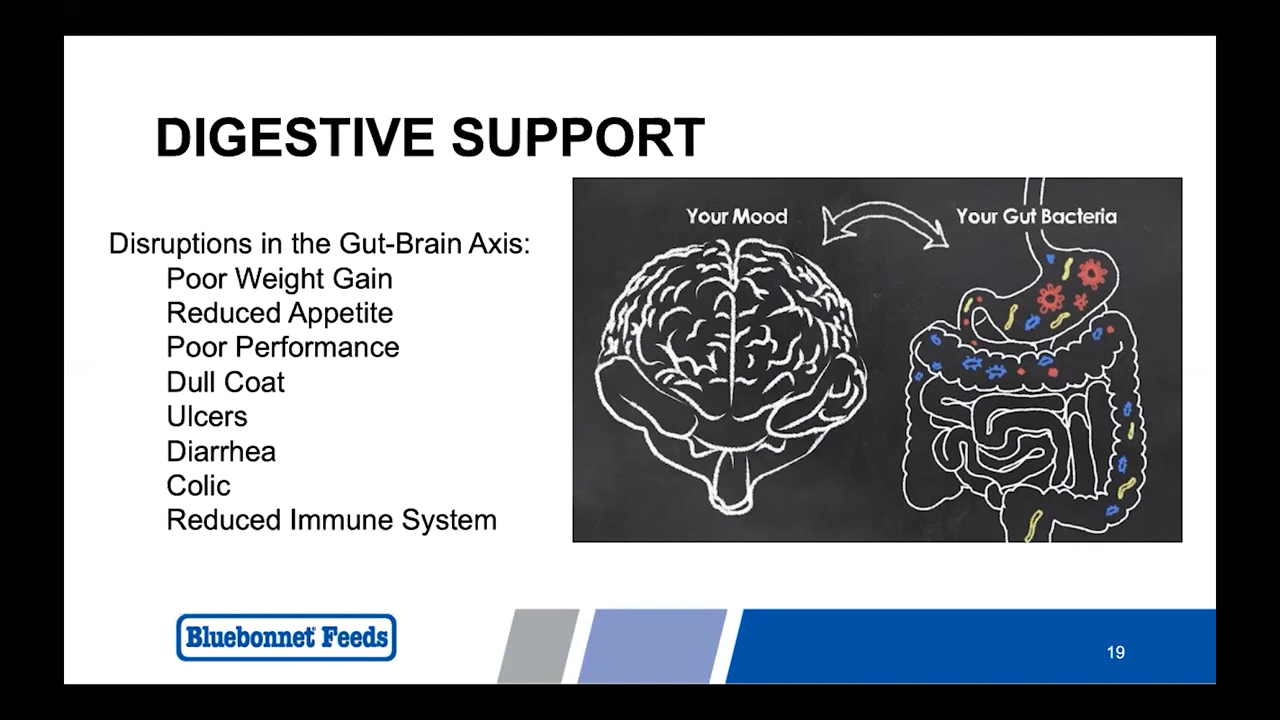 DIGESTIVE SUPPORT
Disruptions in the Gut-Brain Axis:
Poor Weight Gain
Reduced Appetite
Poor Performance
Dull Coat
Ulcers
Diarrhea
Colic
Reduced Immune System
Your Mood
Your Gut Bacteria
Bluebonnet® Feeds
19